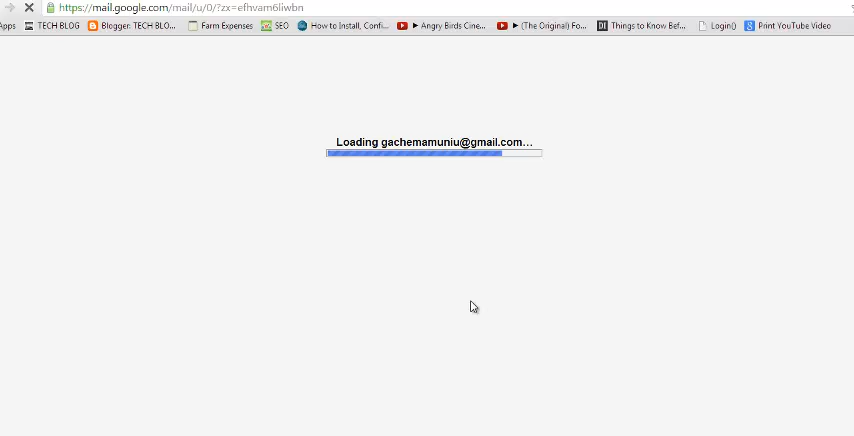 https://mail.google.com/mail/u/0/?zx=efhvam6liwbn
Apps TECH BLOG Blogger: TECH BLO... Farm Expenses SEO How to Install, Confi... ► Angry Birds Cine... ► (The Original) Fo... DI Things to Know Bef... Login() 8 Print YouTube Video
Loading gachemamuniu@gmail.com...